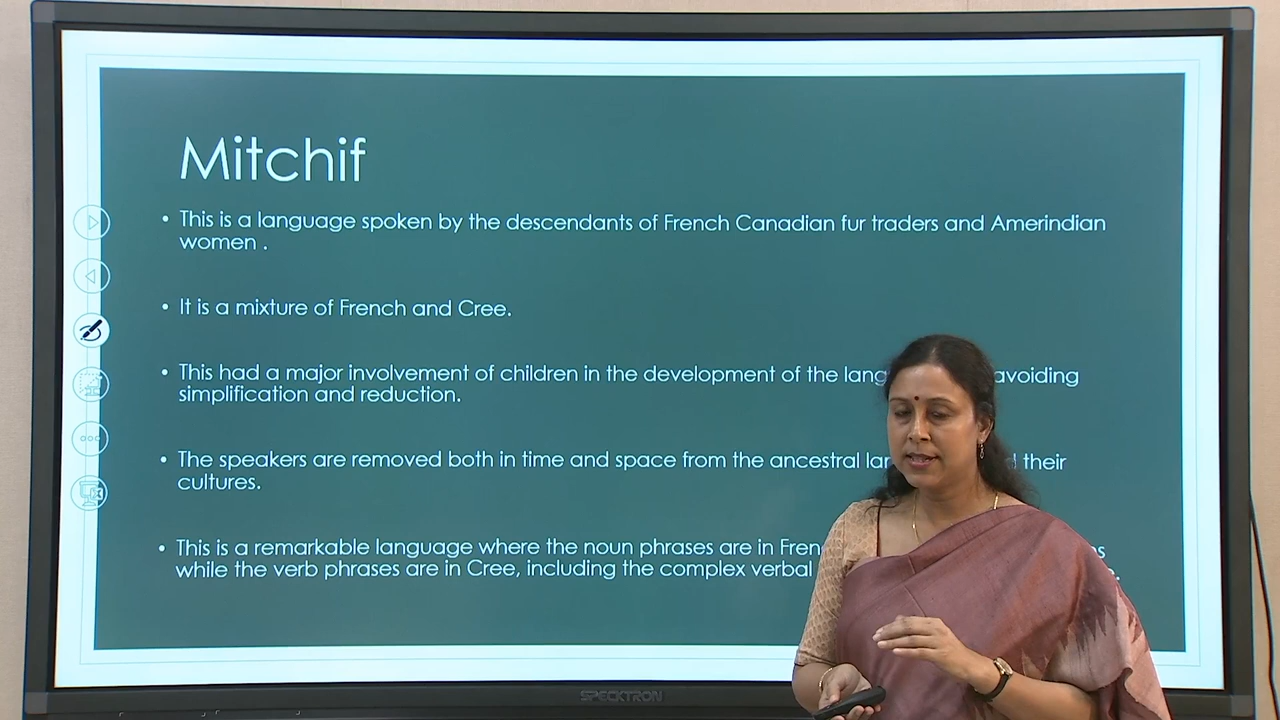 Mitchif
• This is a language spoken by the descendants of French Canadian fur traders and Amerindian
women .
• It is a mixture of French and Cree.
• This had a major involvement of children in the development of the avoiding
simplification and reduction.
• The speakers are removed both in time and space from the ancestral their
cultures.
• This is a remarkable language where the noun phrases are in
while the verb phrases are in Cree, including the complex verbal
SPECKTRON